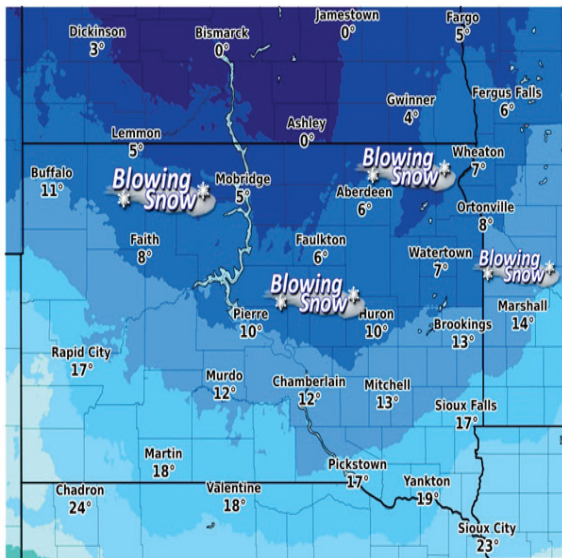 Jamestown
0°
Fargo
5°
Dickinson
3°
Bismarck
0°
Fergus Falls
6°
Gwinner
4°
Ashley
0°
Lemmon
5°
Wheaton
7°
Buffalo
11°
Blowing
Snow
Mobridge
5°
Blowing
Snow
Aberdeen
6°
Ortonville
8°
Faith
8°
Faulkton
6°
Watertown
7°
Blowing
Snow
Blowing
Snow
Marshall
14°
Pierre
10°
Huron
10°
Brookings
13°
Rapid City
17°
Murdo
12°
Chamberlain
12°
Mitchell
13°
Sioux Falls
17°
Martin
18°
Pickstown
17°
Chadron
24°
Valentine
18°
Yankton
19°
Sioux City
23°